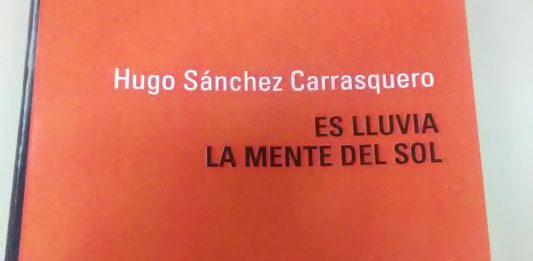 Hugo Sánchez Carrasquero
ES LLUVIA
LA MENTE DEL SOL